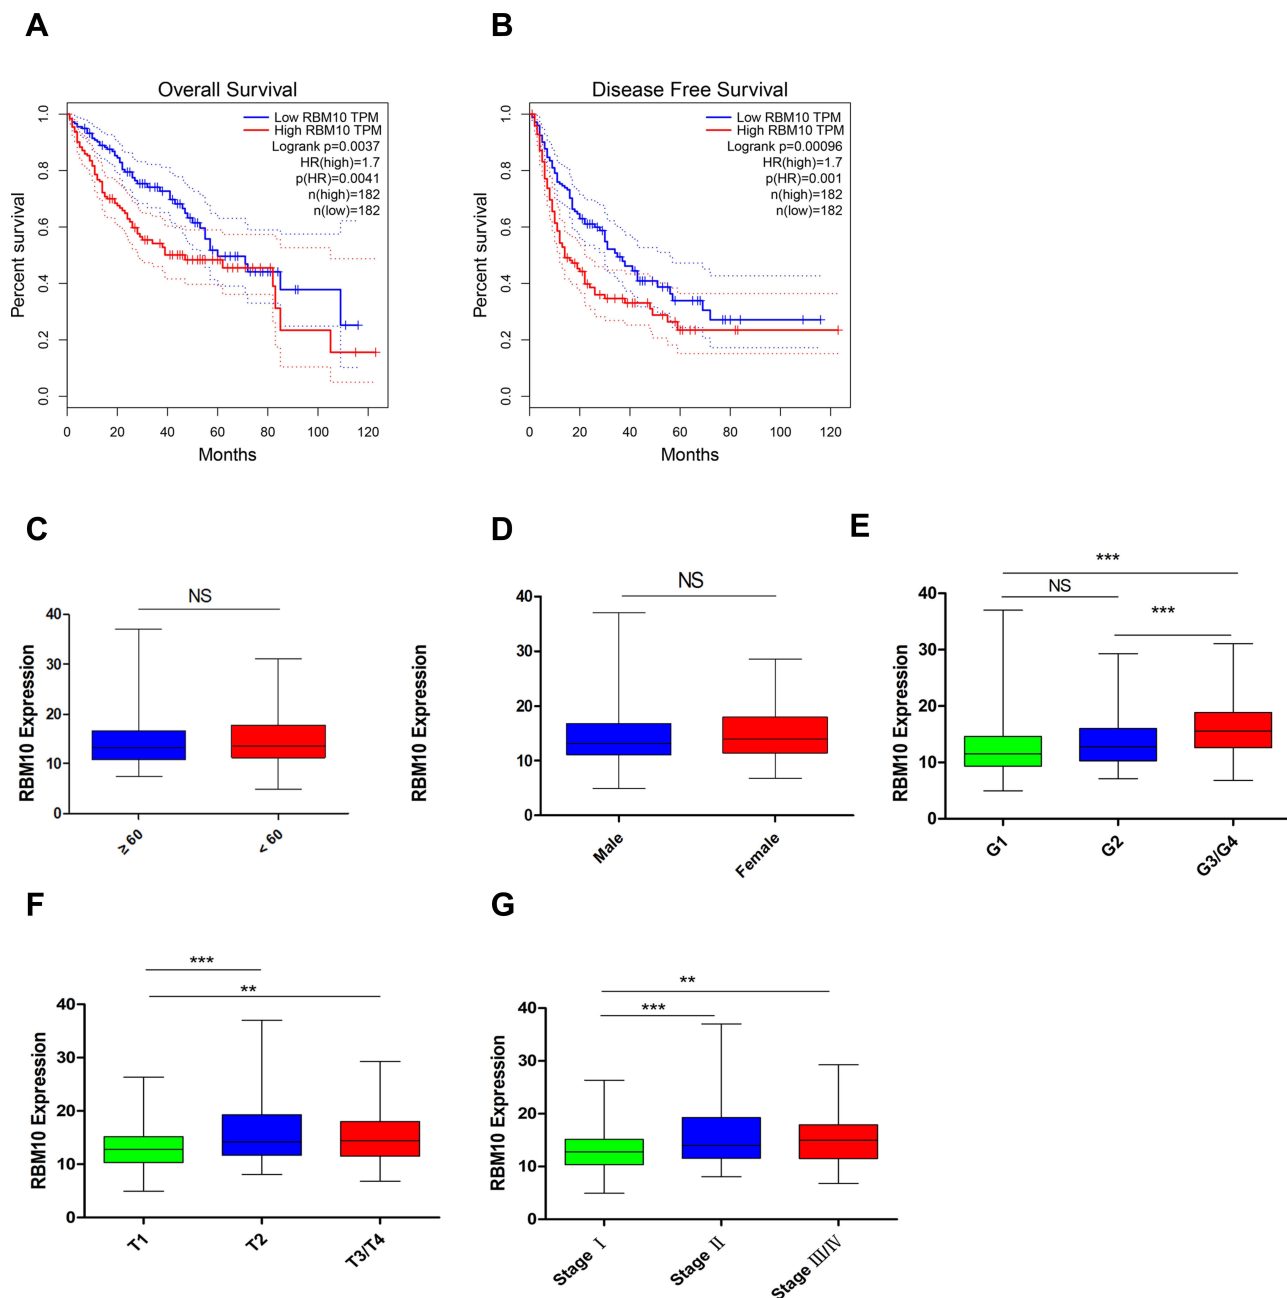 A
B
Overall Survival
Low RBM10 TPM
High RBM10 TPM
Logrank p=0.0037
HR(high)=1.7
p(HR)=0.0041
n(high)=182
n(low)=182
Percent survival
1.0
0.8
0.6
0.4
0.2
0.0
0 20 40 60 80 100 120
Months
Disease Free Survival
Low RBM10 TPM
High RBM10 TPM
Logrank p=0.00096
HR(high)=1.7
p(HR)=0.001
n(high)=182
n(low)=182
Percent survival
1.0
0.8
0.6
0.4
0.2
0.0
0 20 40 60 80 100 120
Months
C
NS
RBM10 Expression
40
30
20
10
0
≥ 60
< 60
D
NS
RBM10 Expression
40
30
20
10
0
Male
Female
E
***
NS
***
RBM10 Expression
40
30
20
10
0
G1
G2
G3/G4
F
***
**
RBM10 Expression
40
30
20
10
0
T1
T2
T3/T4
G
**
***
RBM10 Expression
40
30
20
10
0
Stage Ⅰ
Stage Ⅱ
Stage Ⅲ/Ⅳ